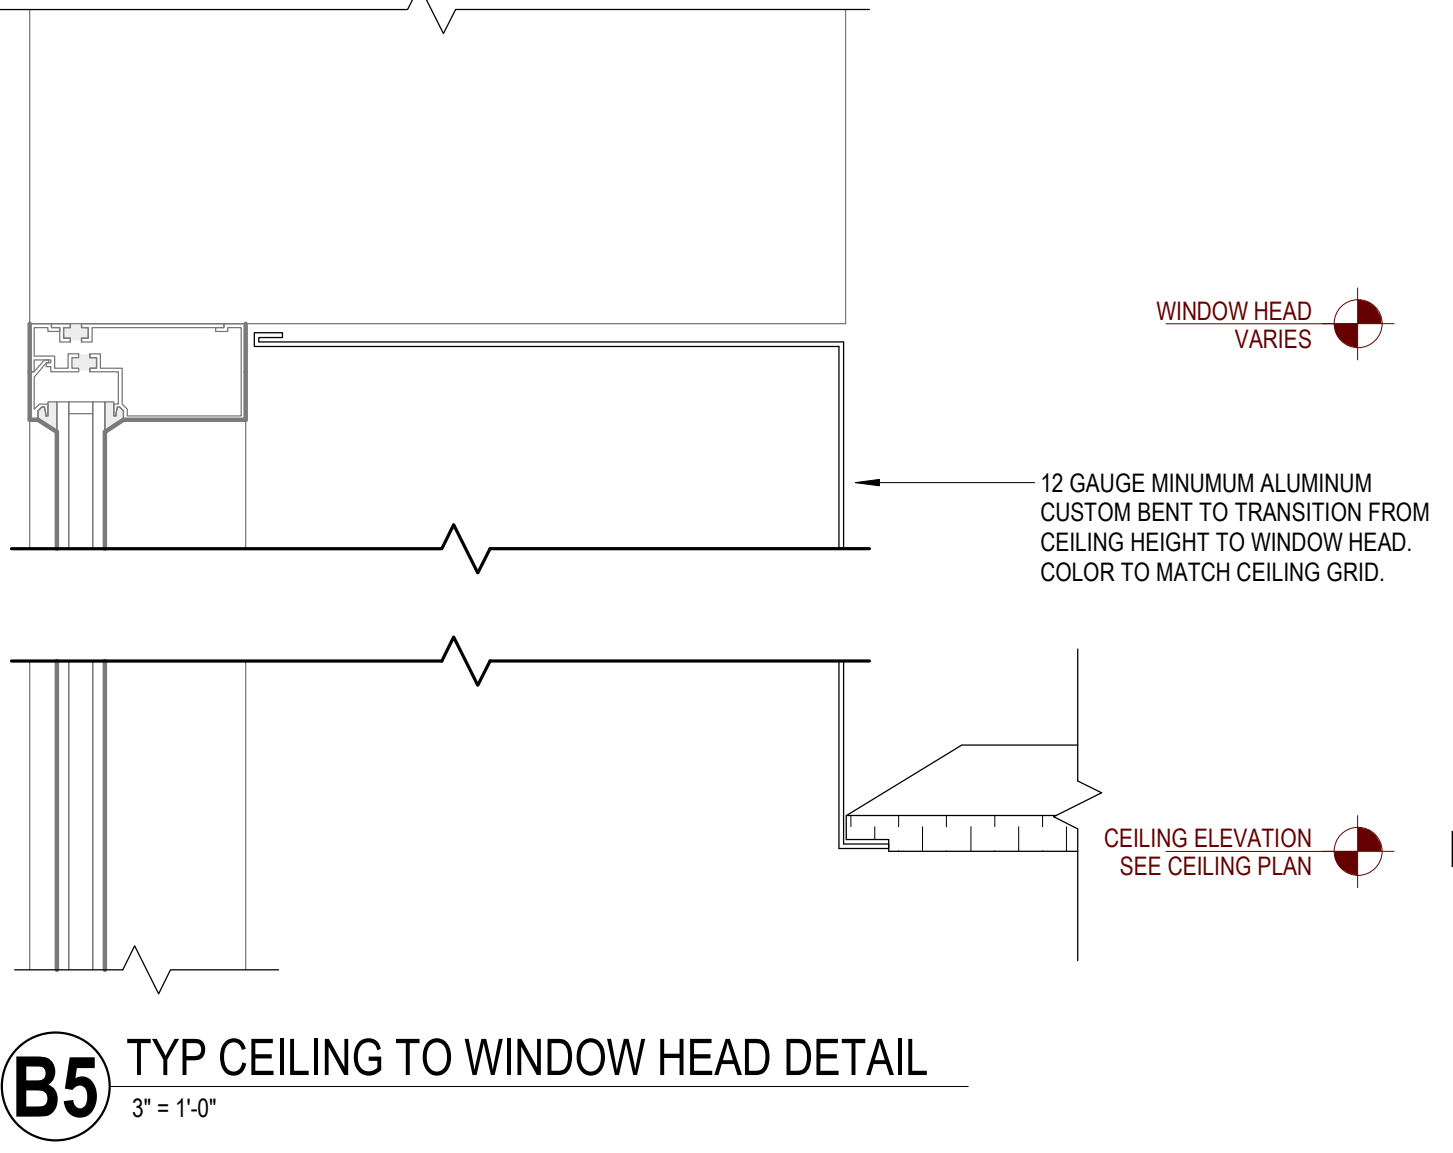 WINDOW HEAD
VARIES
12 GAUGE MINUMUM ALUMINUM
CUSTOM BENT TO TRANSITION FROM
CEILING HEIGHT TO WINDOW HEAD.
COLOR TO MATCH CEILING GRID.
CEILING ELEVATION
SEE CEILING PLAN
B5
TYP CEILING TO WINDOW HEAD DETAIL
3" = 1'-0"